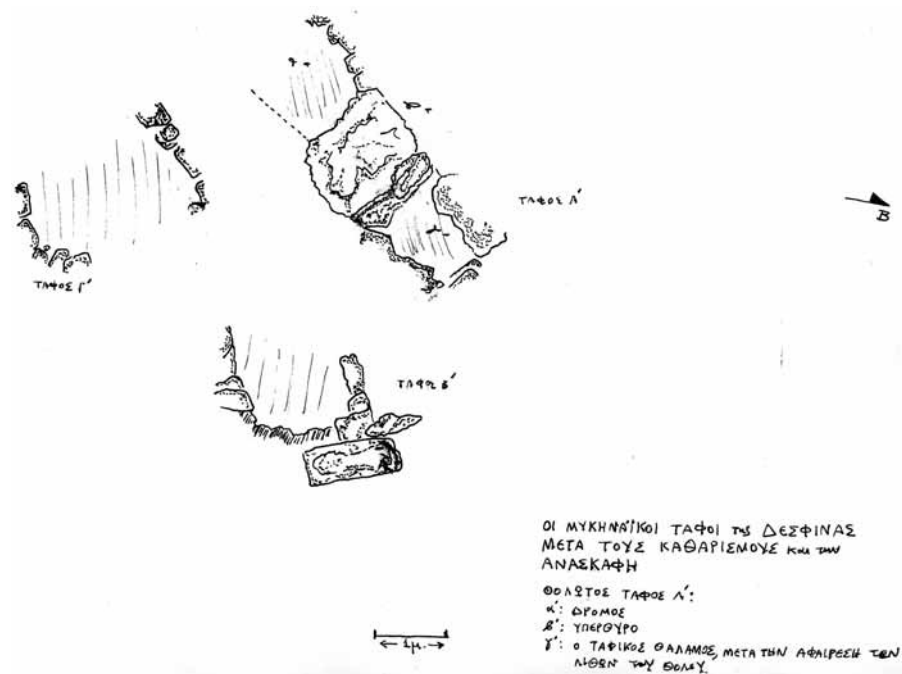 ΤΑΦΟΣ Α'
Β
ΤΑΦΟΣ Γ'
ΤΑΦΟΣ Β'
ΟΙ ΜΥΚΗΝΑΪΚΟΙ ΤΑΦΟΙ της ΔΕΣΦΙΝΑΣ
ΜΕΤΑ ΤΟΥΣ ΚΑΘΑΡΙΣΜΟΥΣ και την
ΑΝΑΣΚΑΦΗ
ΘΟΛΩΤΟΣ ΤΑΦΟΣ Α':
α': ΔΡΟΜΟΣ
β': ΥΠΕΡΘΥΡΟ
γ': Ο ΤΑΦΙΚΟΣ ΘΑΛΑΜΟΣ, ΜΕΤΑ ΤΗΝ ΑΦΑΙΡΕΣΗ ΤΩΝ
ΛΙΘΩΝ ΤΟΥ ΘΟΛΟΥ.
1μ.